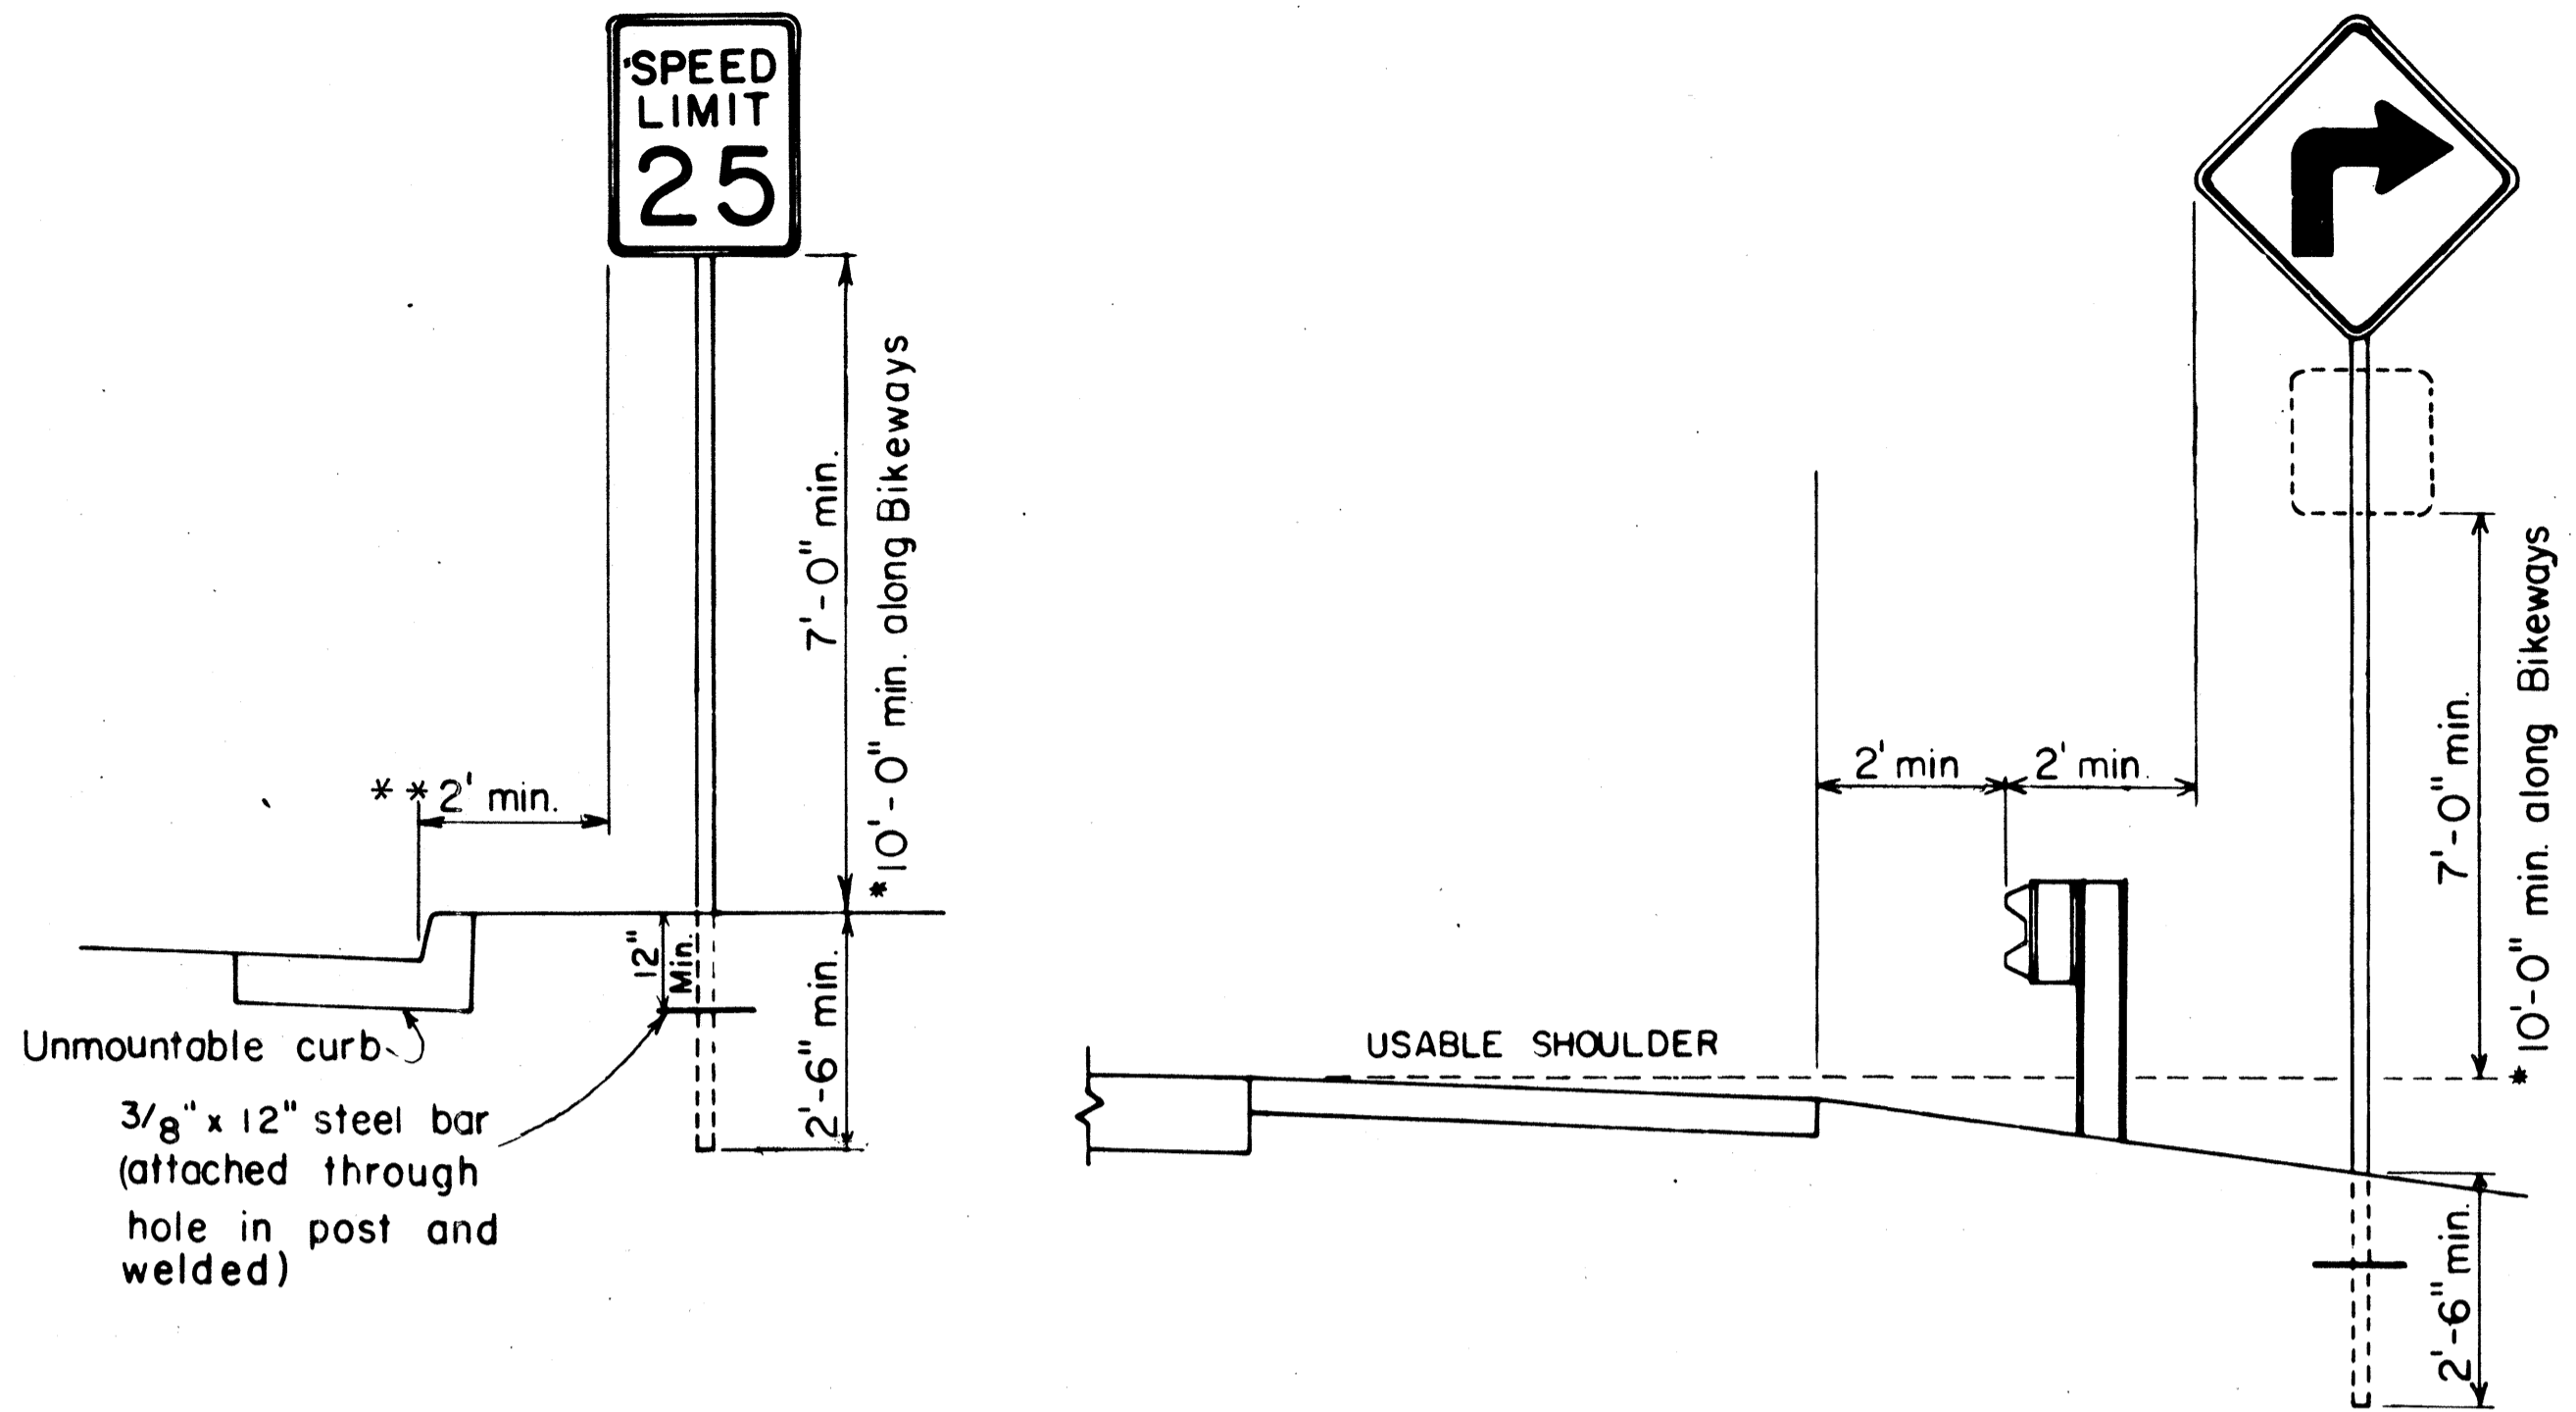 SPEED
LIMIT
25
7'-0" min.
*10'-0" min. along Bikeways
**2' min.
12"
Min.
2'-6" min.
Unmountable curb
3/8" x 12" steel bar
(attached through
hole in post and
welded)
USABLE SHOULDER
2' min
2' min.
7'-0" min.
*10'-0" min. along Bikeways
2'-6" min.